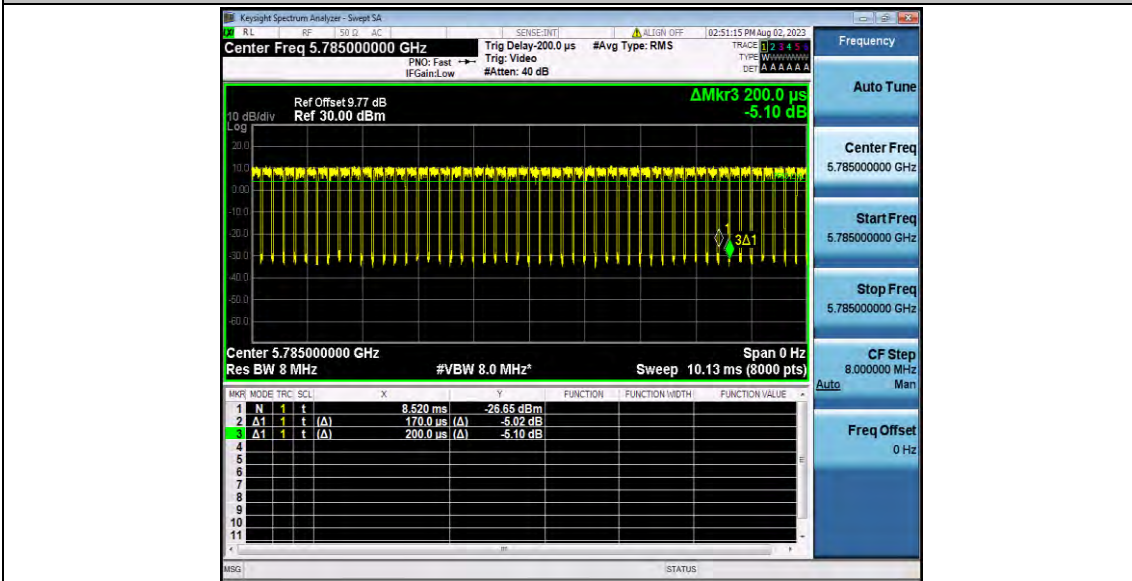 Keysight Spectrum Analyzer - Swept SA
RL RF 50 Ω AC SENSE:INT ALIGN OFF 02:51:15 PM Aug 02, 2023
Center Freq 5.785000000 GHz
PNO: Fast
IFGain:Low
Trig Delay-200.0 µs
Trig: Video
#Atten: 40 dB
#Avg Type: RMS
TRACE 1 2 3 4 5 6
TYPE WWWWWW
DET A A A A A A
Ref Offset 9.77 dB
10 dB/div Ref 30.00 dBm
Log
ΔMkr3 200.0 µs
-5.10 dB
20.0
10.0
0.00
-10.0
-20.0
-30.0
-40.0
-50.0
-60.0
3Δ1
Center 5.785000000 GHz Span 0 Hz
Res BW 8 MHz #VBW 8.0 MHz* Sweep 10.13 ms (8000 pts)
MKR MODE TRC SCL X Y FUNCTION FUNCTION WIDTH FUNCTION VALUE
1 N 1 t 8.520 ms -26.65 dBm
2 Δ1 1 t (Δ) 170.0 µs (Δ) -5.02 dB
3 Δ1 1 t (Δ) 200.0 µs (Δ) -5.10 dB
4
5
6
7
8
9
10
11
MSG STATUS
Frequency
Auto Tune
Center Freq
5.785000000 GHz
Start Freq
5.785000000 GHz
Stop Freq
5.785000000 GHz
CF Step
8.000000 MHz
Auto Man
Freq Offset
0 Hz